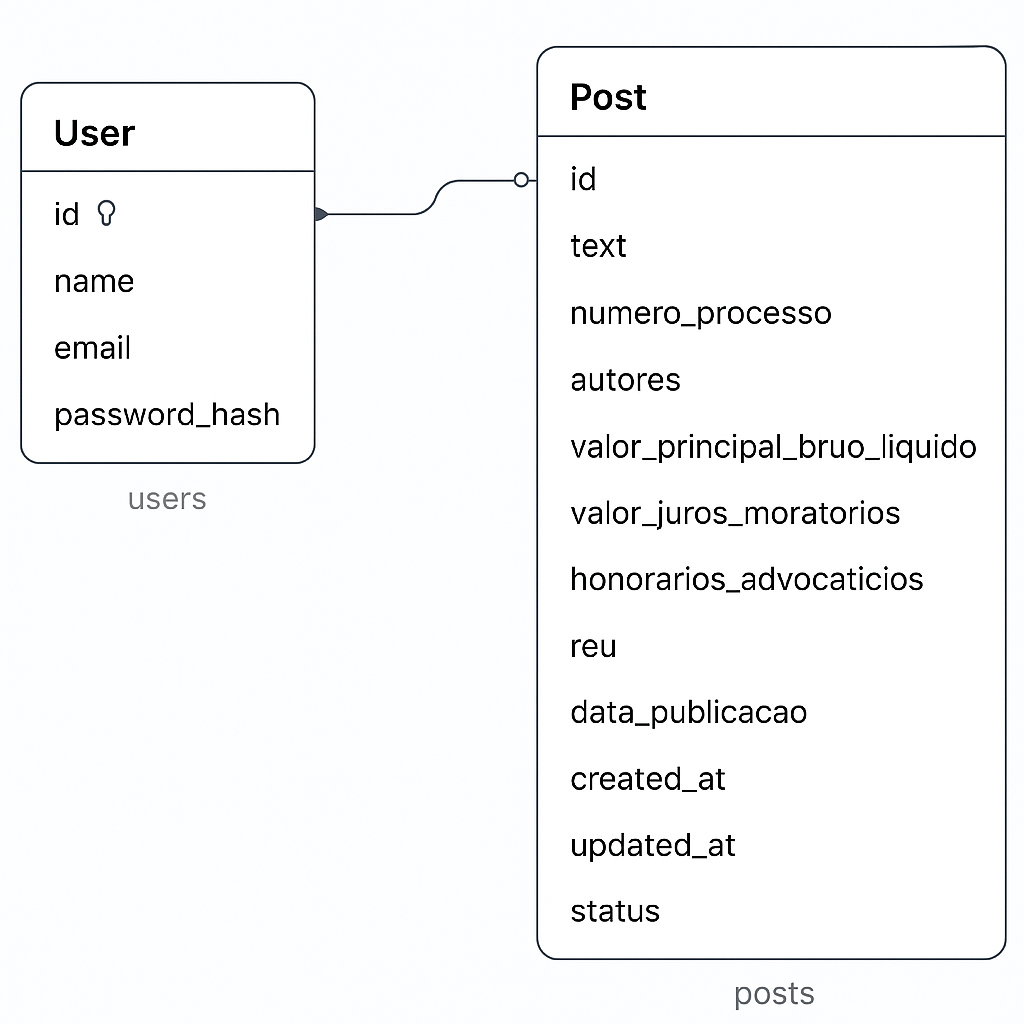 User
id
name
email
password_hash
users
Post
id
text
numero_processo
autores
valor_principal_bruo_liquido
valor_juros_moratorios
honorarios_advocaticios
reu
data_publicacao
created_at
updated_at
status
posts